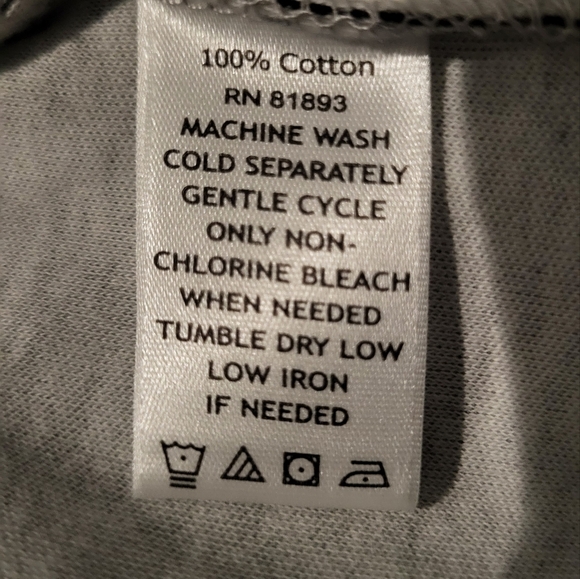 100% Cotton
RN 81893
MACHINE WASH
COLD SEPARATELY
GENTLE CYCLE
ONLY NON-
CHLORINE BLEACH
WHEN NEEDED
TUMBLE DRY LOW
LOW IRON
IF NEEDED